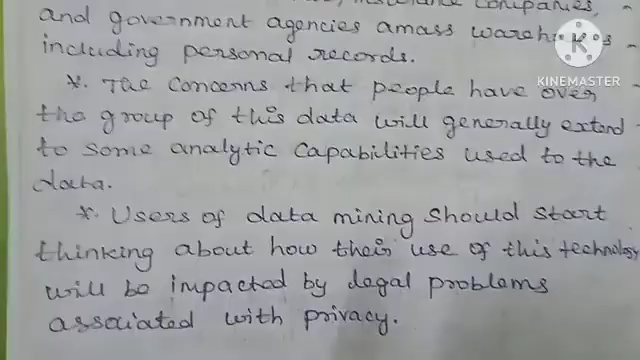 insurance companies,
and government agencies amass
including personal records.
*. The concerns that people have over
the group of this data will generally extend
to some analytic capabilities used to the
data.
*. Users of data mining should start
thinking about how their use of this technology
will be impacted by legal problems
associated with privacy.
KINEMASTER